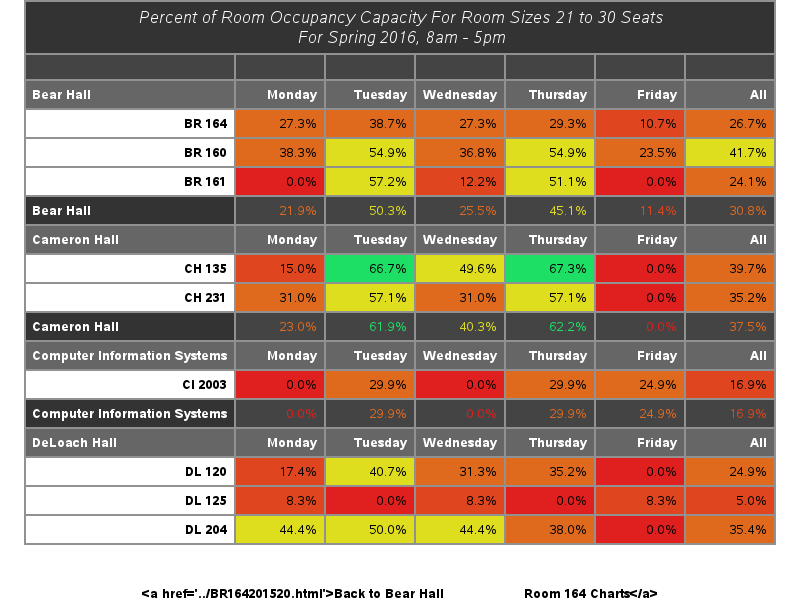 Percent of Room Occupancy Capacity For Room Sizes 21 to 30 Seats
For Spring 2016, 8am - 5pm
Bear Hall Monday Tuesday Wednesday Thursday Friday All
BR 164 27.3% 38.7% 27.3% 29.3% 10.7% 26.7%
BR 160 38.3% 54.9% 36.8% 54.9% 23.5% 41.7%
BR 161 0.0% 57.2% 12.2% 51.1% 0.0% 24.1%
Bear Hall 21.9% 50.3% 25.5% 45.1% 11.4% 30.8%
Cameron Hall Monday Tuesday Wednesday Thursday Friday All
CH 135 15.0% 66.7% 49.6% 67.3% 0.0% 39.7%
CH 231 31.0% 57.1% 31.0% 57.1% 0.0% 35.2%
Cameron Hall 23.0% 61.9% 40.3% 62.2% 0.0% 37.5%
Computer Information Systems Monday Tuesday Wednesday Thursday Friday All
CI 2003 0.0% 29.9% 0.0% 29.9% 24.9% 16.9%
Computer Information Systems 0.0% 29.9% 0.0% 29.9% 24.9% 16.9%
DeLoach Hall Monday Tuesday Wednesday Thursday Friday All
DL 120 17.4% 40.7% 31.3% 35.2% 0.0% 24.9%
DL 125 8.3% 0.0% 8.3% 0.0% 8.3% 5.0%
DL 204 44.4% 50.0% 44.4% 38.0% 0.0% 35.4%
<a href='../BR164201520.html'>Back to Bear Hall Room 164 Charts</a>